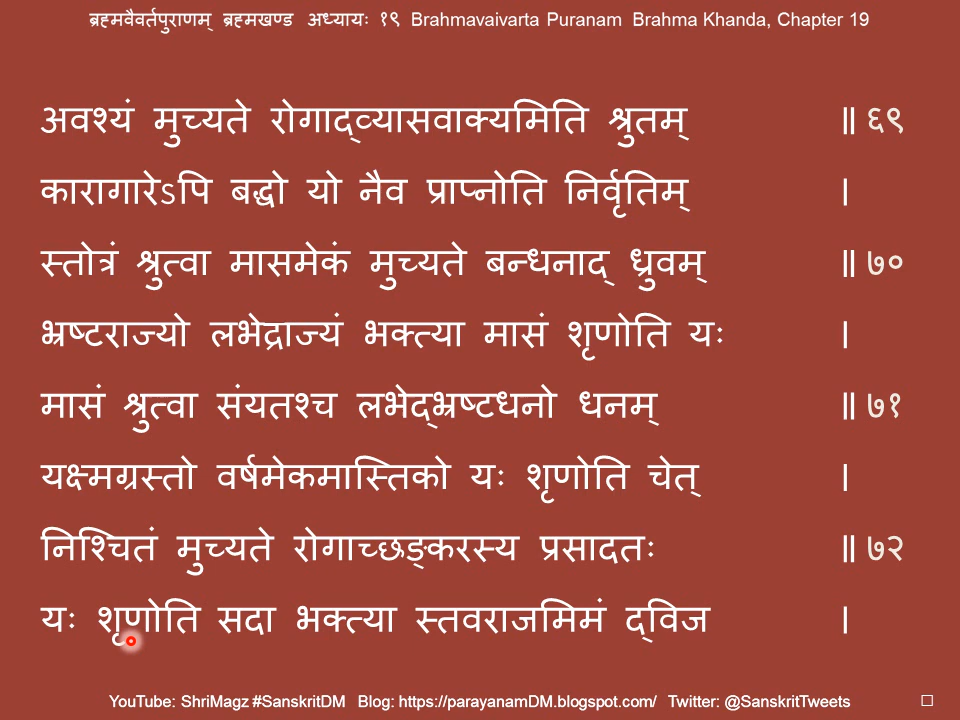 ब्रह्मवैवर्तपुराणम् ब्रह्मखण्ड अध्यायः १९ Brahmavaivarta Puranam Brahma Khanda, Chapter 19
अवश्यं मुच्यते रोगाद्व्यासवाक्यमिति श्रुतम् ॥ ६९
कारागारेऽपि बद्धो यो नैव प्राप्नोति निर्वृतिम् ।
स्तोत्रं श्रुत्वा मासमेकं मुच्यते बन्धनाद् ध्रुवम् ॥ ७०
भ्रष्टराज्यो लभेद्राज्यं भक्त्या मासं शृणोति यः ।
मासं श्रुत्वा संयतश्च लभेद्भ्रष्टधनो धनम् ॥ ७१
यक्ष्मग्रस्तो वर्षमेकमास्तिको यः शृणोति चेत् ।
निश्चितं मुच्यते रोगाच्छङ्करस्य प्रसादतः ॥ ७२
यः शृणोति सदा भक्त्या स्तवराजमिमं द्विज ।
YouTube: ShriMagz #SanskritDM Blog: https://parayanamDM.blogspot.com/ Twitter: @SanskritTweets